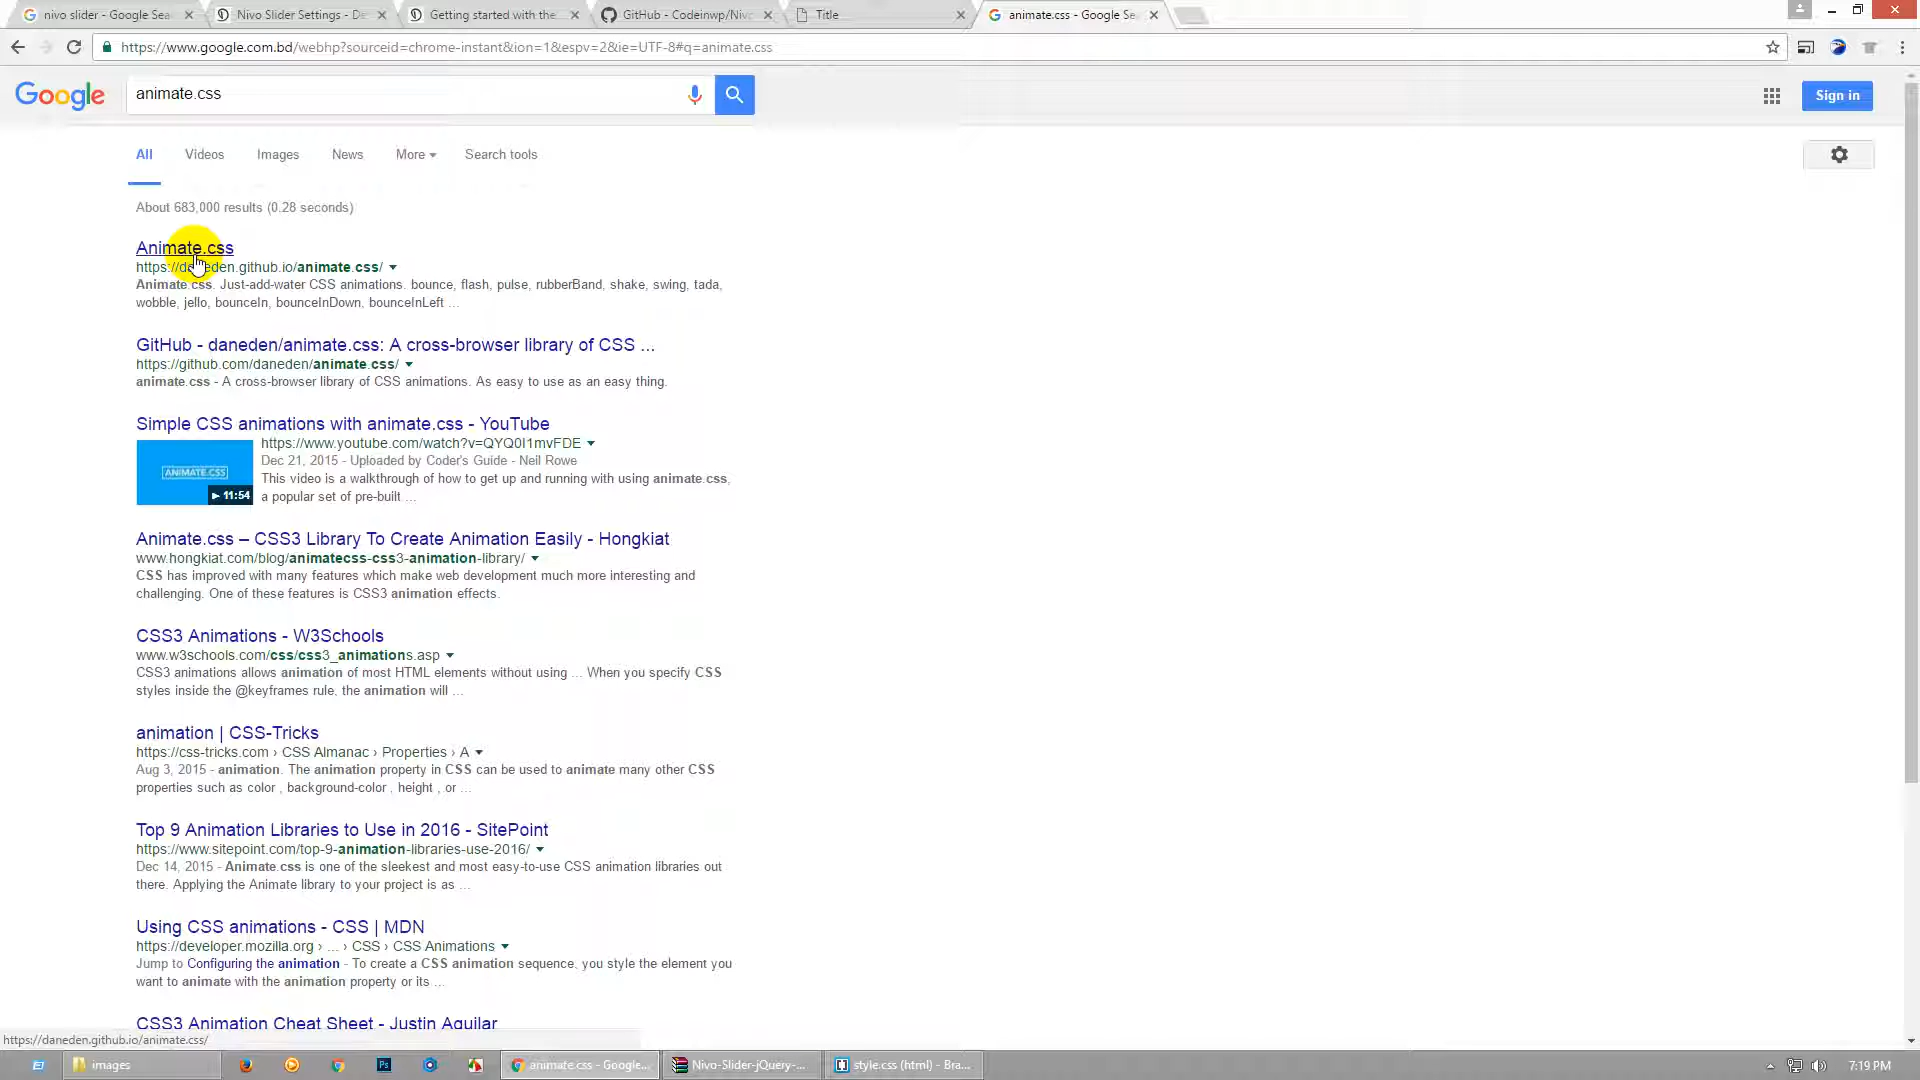 nivo slider - Google Sea
Nivo Slider Settings - De
Getting started with the
GitHub - Codeinwp/Nivo
Title
animate.css - Google Se
https://www.google.com.bd/webhp?sourceid=chrome-instant&ion=1&espv=2&ie=UTF-8#q=animate.css
Google
animate.css
Sign in
All Videos Images News More Search tools
About 683,000 results (0.28 seconds)
Animate.css
https://daneden.github.io/animate.css/
Animate.css. Just-add-water CSS animations. bounce, flash, pulse, rubberBand, shake, swing, tada,
wobble, jello, bounceIn, bounceInDown, bounceInLeft ...
GitHub - daneden/animate.css: A cross-browser library of CSS ...
https://github.com/daneden/animate.css/
animate.css - A cross-browser library of CSS animations. As easy to use as an easy thing.
Simple CSS animations with animate.css - YouTube
ANIMATE.CSS
11:54
https://www.youtube.com/watch?v=QYQ0I1mvFDE
Dec 21, 2015 - Uploaded by Coder's Guide - Neil Rowe
This video is a walkthrough of how to get up and running with using animate.css,
a popular set of pre-built ...
Animate.css – CSS3 Library To Create Animation Easily - Hongkiat
www.hongkiat.com/blog/animatecss-css3-animation-library/
CSS has improved with many features which make web development much more interesting and
challenging. One of these features is CSS3 animation effects.
CSS3 Animations - W3Schools
www.w3schools.com/css/css3_animations.asp
CSS3 animations allows animation of most HTML elements without using ... When you specify CSS
styles inside the @keyframes rule, the animation will ...
animation | CSS-Tricks
https://css-tricks.com › CSS Almanac › Properties › A
Aug 3, 2015 - animation. The animation property in CSS can be used to animate many other CSS
properties such as color , background-color , height , or ...
Top 9 Animation Libraries to Use in 2016 - SitePoint
https://www.sitepoint.com/top-9-animation-libraries-use-2016/
Dec 14, 2015 - Animate.css is one of the sleekest and most easy-to-use CSS animation libraries out
there. Applying the Animate library to your project is as ...
Using CSS animations - CSS | MDN
https://developer.mozilla.org › ... › CSS › CSS Animations
Jump to Configuring the animation - To create a CSS animation sequence, you style the element you
want to animate with the animation property or its ...
CSS3 Animation Cheat Sheet - Justin Aguilar
https://daneden.github.io/animate.css/
images
Ps
animate.css - Google...
Nivo-Slider-jQuery-...
style.css (html) - Bra...
7:19 PM